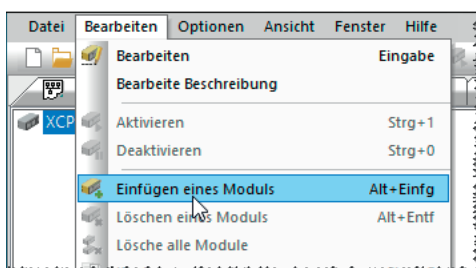 Datei Bearbeiten Optionen Ansicht Fenster Hilfe
Bearbeiten Eingabe
Bearbeite Beschreibung
XCP
Aktivieren Strg+1
Deaktivieren Strg+0
Einfügen eines Moduls Alt+Einfg
Löschen eines Moduls Alt+Entf
Lösche alle Module